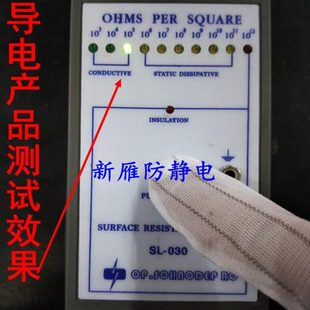 导电产品测试效果
OHMS PER SQUARE
10³ 10⁴ 10⁵ 10⁶ 10⁷ 10⁸ 10⁹ 10¹⁰ 10¹¹ 10¹²
CONDUCTIVE STATIC DISSIPATIVE
INSULATION
新雁防静电
SURFACE
SL-030